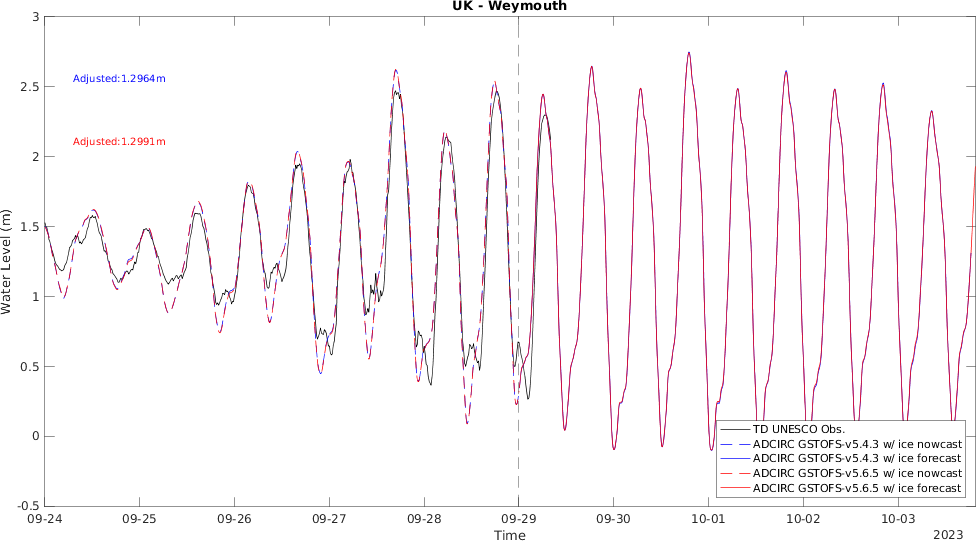 UK - Weymouth
3
2.5
2
1.5
1
0.5
0
-0.5
Water Level (m)
Adjusted:1.2964m
Adjusted:1.2991m
TD UNESCO Obs.
ADCIRC GSTOFS-v5.4.3 w/ ice nowcast
ADCIRC GSTOFS-v5.4.3 w/ ice forecast
ADCIRC GSTOFS-v5.6.5 w/ ice nowcast
ADCIRC GSTOFS-v5.6.5 w/ ice forecast
09-24 09-25 09-26 09-27 09-28 09-29 09-30 10-01 10-02 10-03
Time
2023